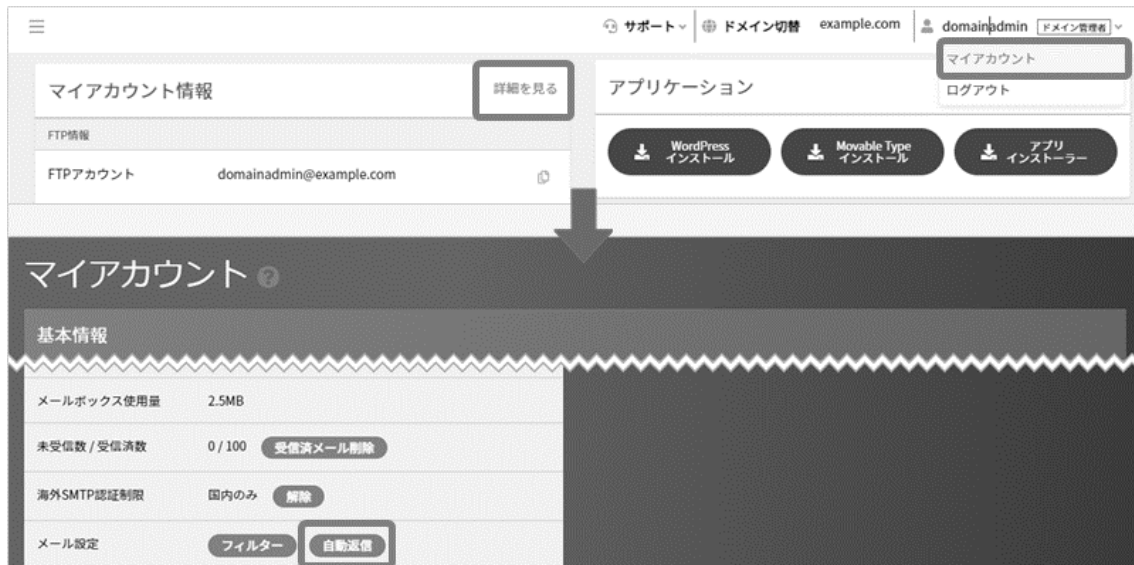 サポート ドメイン切替 example.com domainadmin ドメイン管理者
マイアカウント
ログアウト
マイアカウント情報 詳細を見る
FTP情報
FTPアカウント domainadmin@example.com
アプリケーション
WordPress
インストール
Movable Type
インストール
アプリ
インストーラー
マイアカウント ?
基本情報
メールボックス使用量 2.5MB
未受信数 / 受信済数 0 / 100 受信済メール削除
海外SMTP認証制限 国内のみ 解除
メール設定 フィルター 自動返信